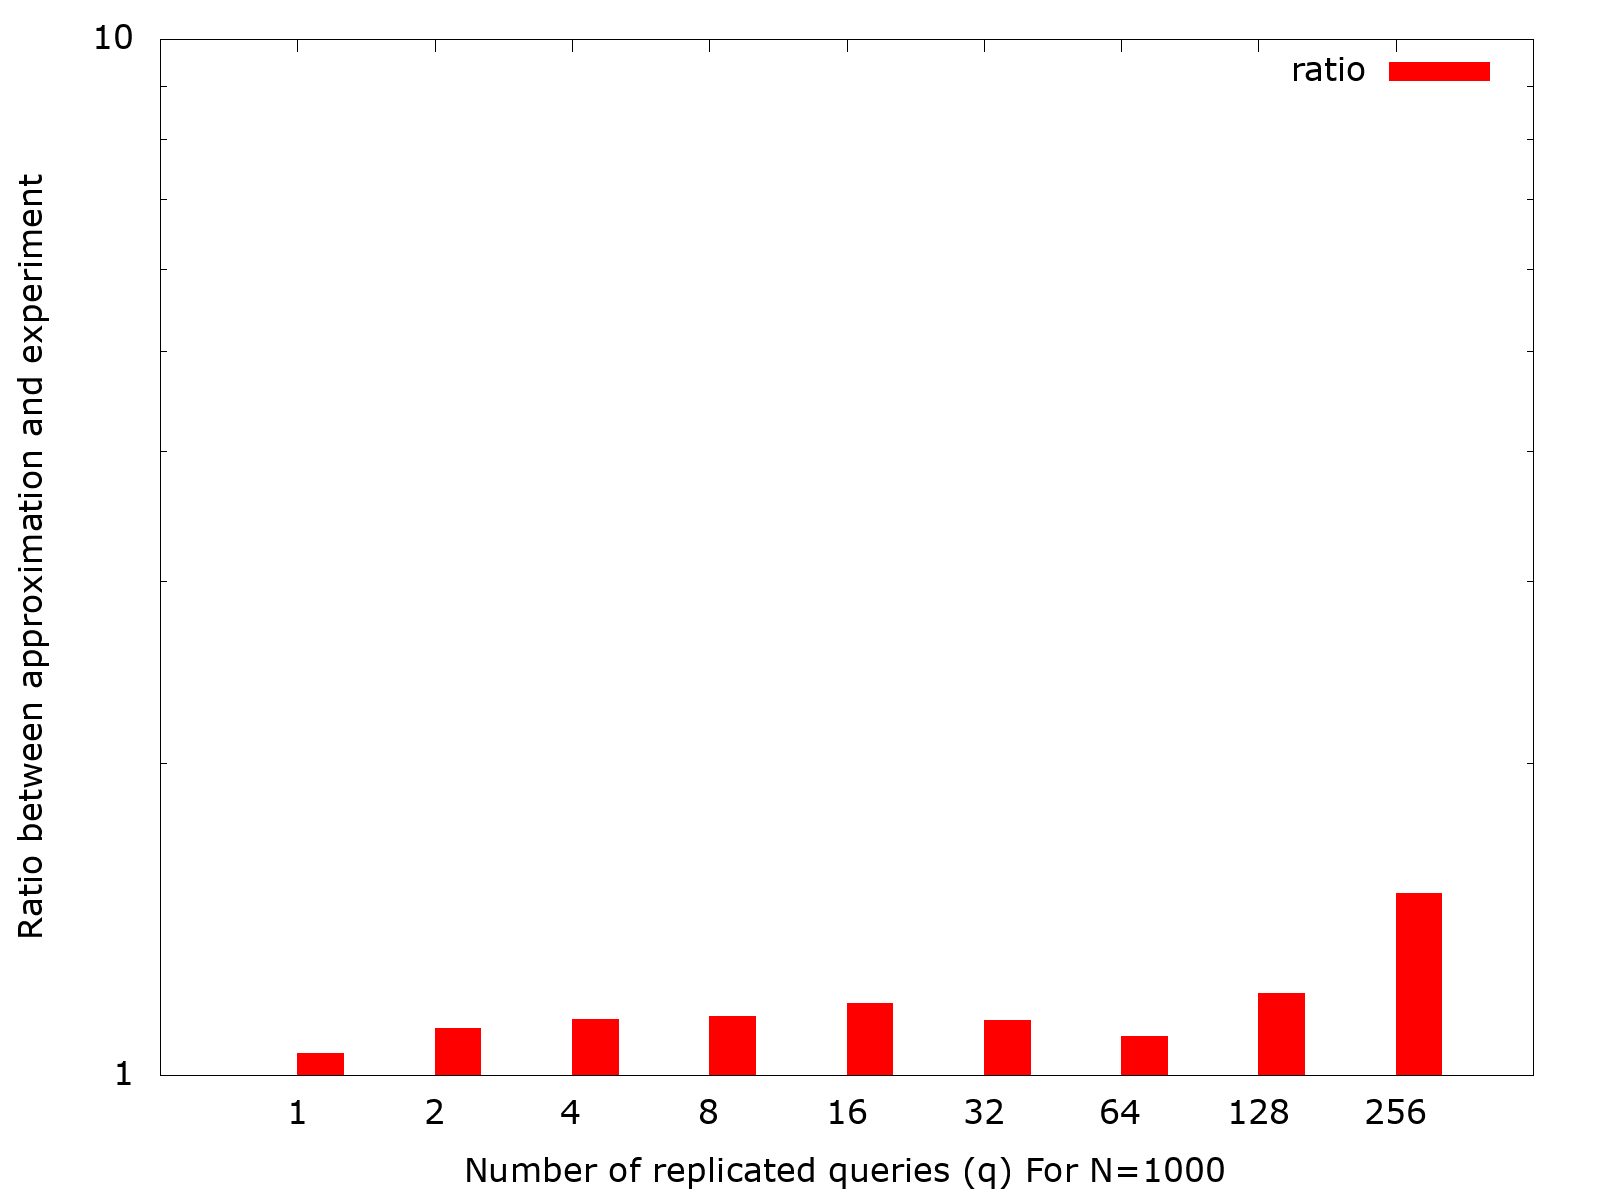 10
ratio
Ratio between approximation and experiment
1
1 2 4 8 16 32 64 128 256
Number of replicated queries (q) For N=1000